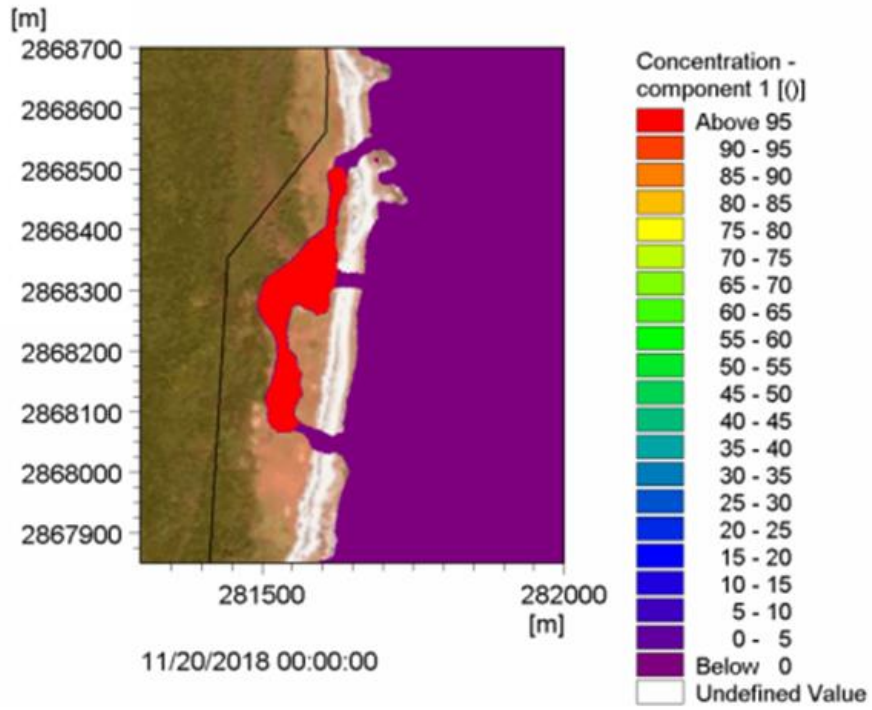 [m]
2868700
2868600
2868500
2868400
2868300
2868200
2868100
2868000
2867900
281500
282000
[m]
11/20/2018 00:00:00
Concentration -
component 1 [()]
Above 95
90 - 95
85 - 90
80 - 85
75 - 80
70 - 75
65 - 70
60 - 65
55 - 60
50 - 55
45 - 50
40 - 45
35 - 40
30 - 35
25 - 30
20 - 25
15 - 20
10 - 15
5 - 10
0 - 5
Below 0
Undefined Value